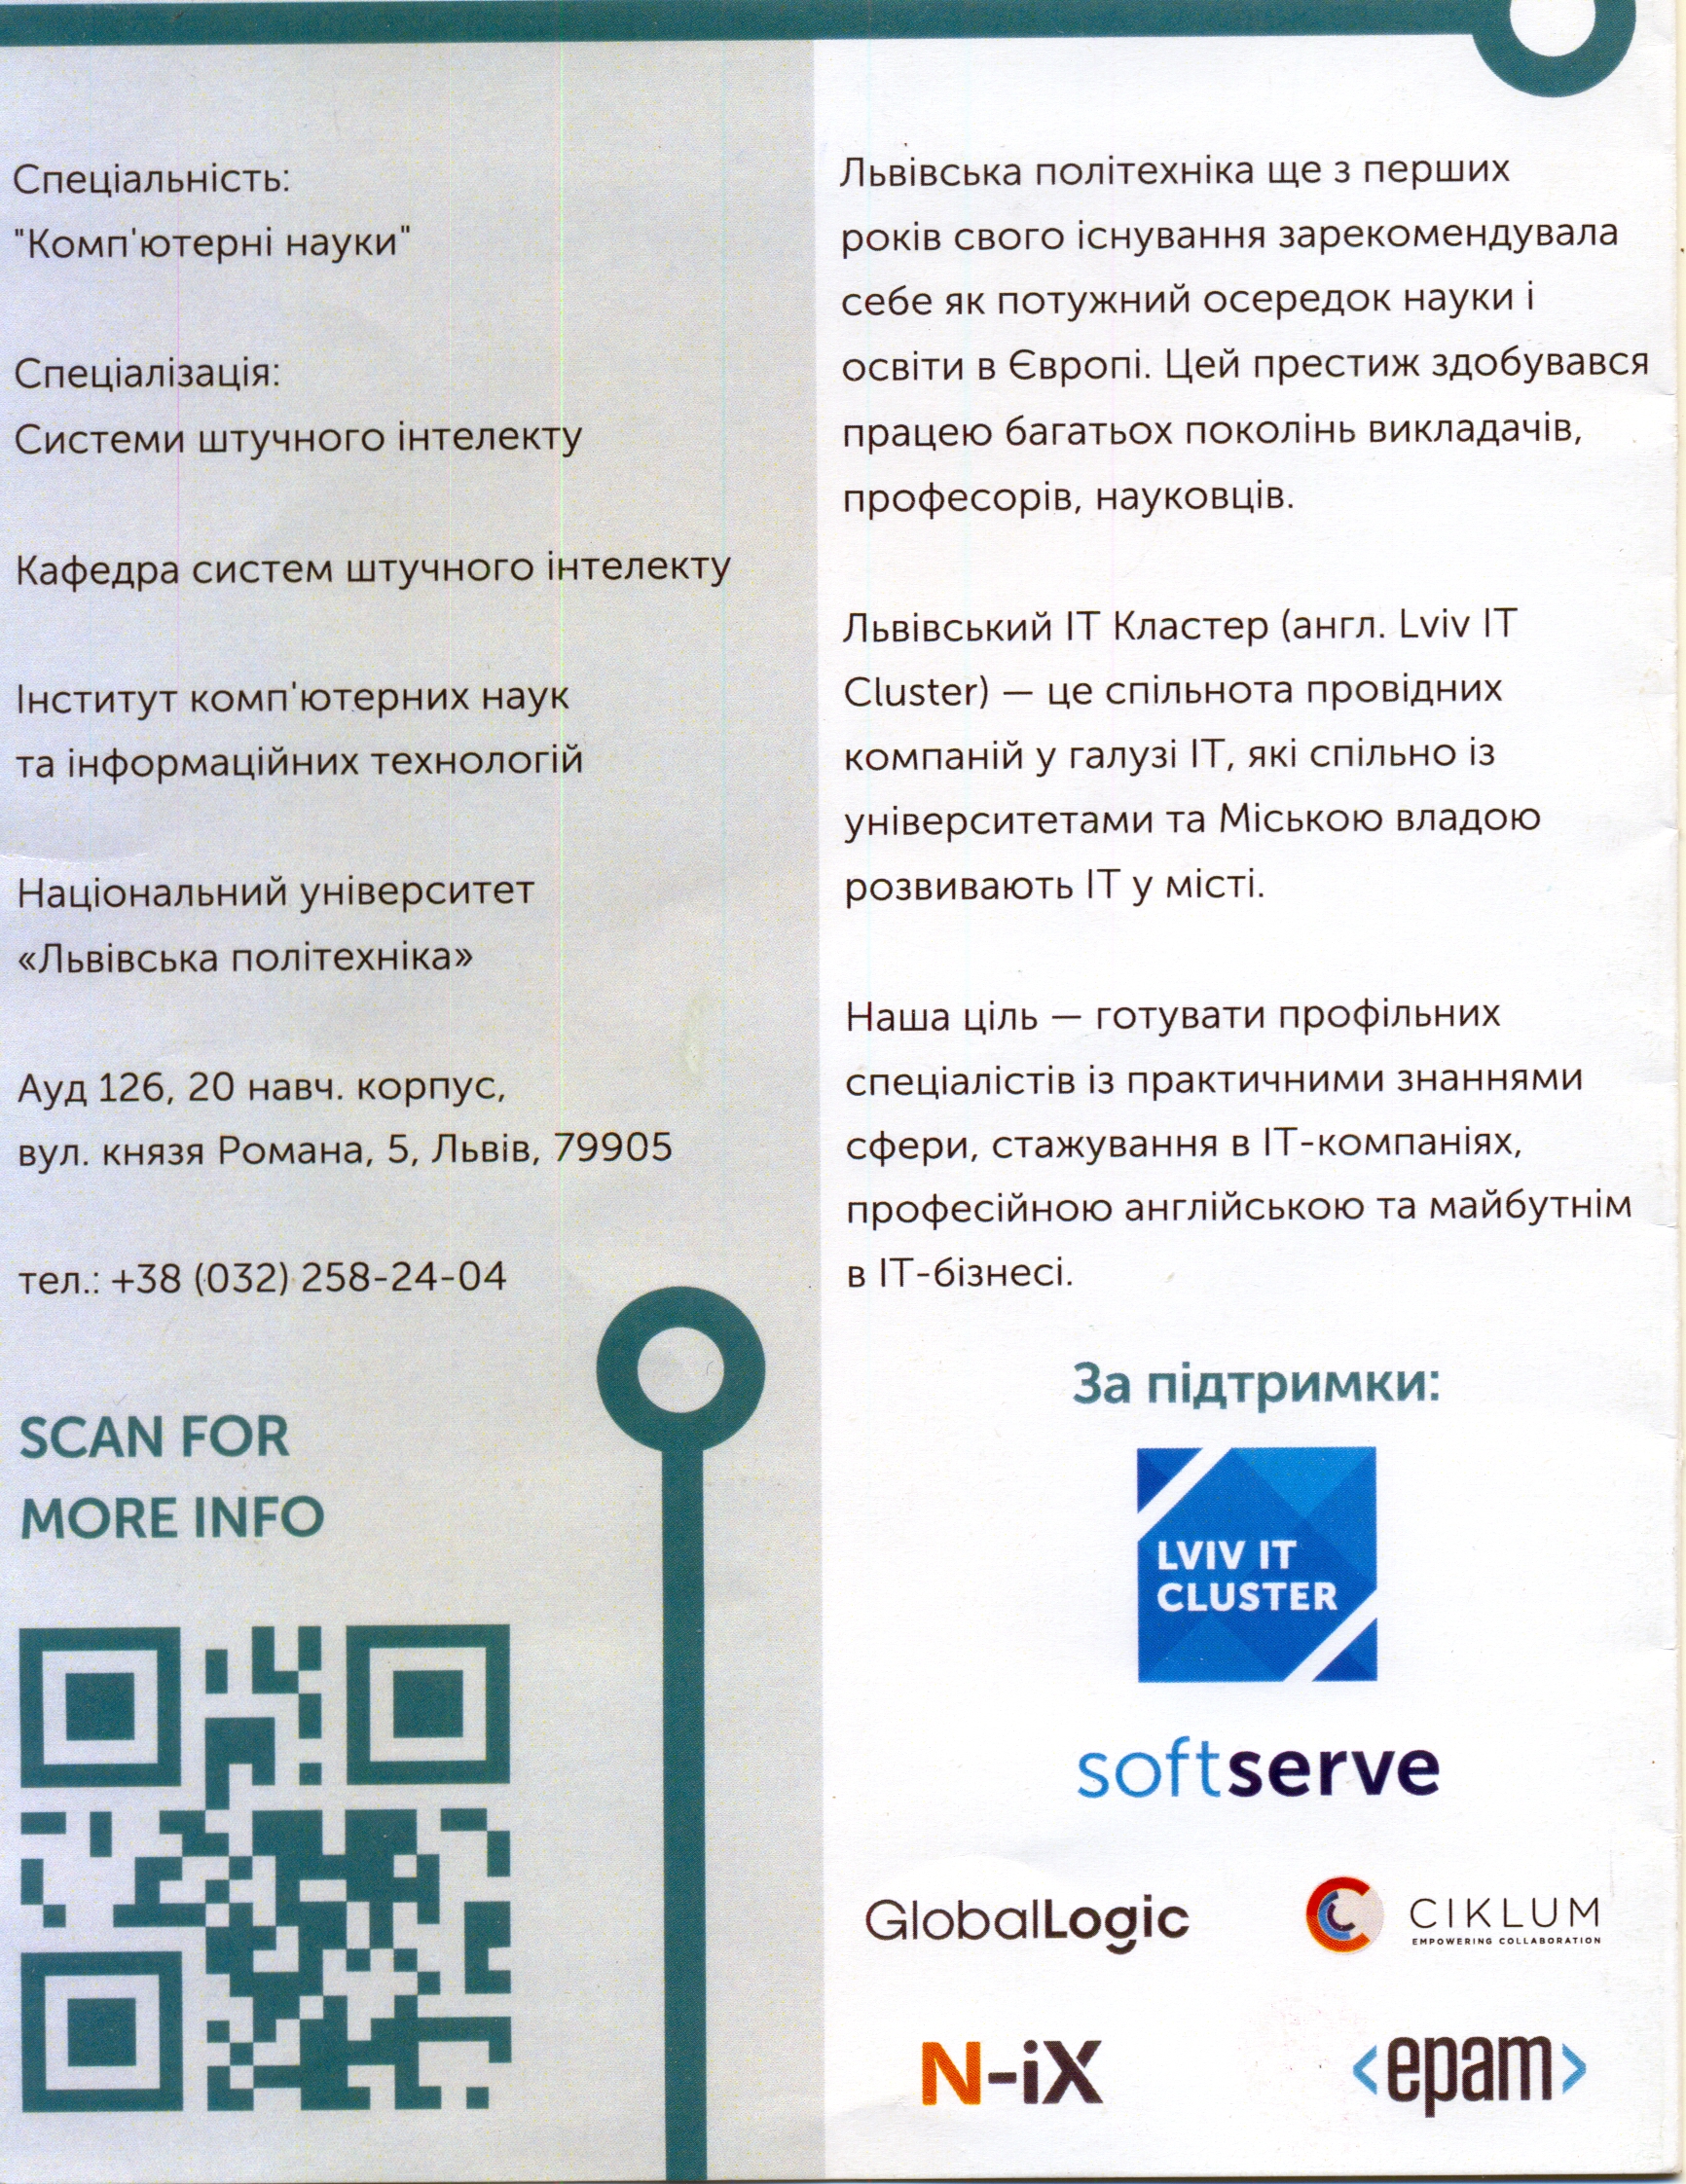 Спеціальність:
"Комп'ютерні науки"
Спеціалізація:
Системи штучного інтелекту
Кафедра систем штучного інтелекту
Інститут комп'ютерних наук
та інформаційних технологій
Національний університет
«Львівська політехніка»
Ауд 126, 20 навч. корпус,
вул. князя Романа, 5, Львів, 79905
тел.: +38 (032) 258-24-04
SCAN FOR
MORE INFO
Львівська політехніка ще з перших
років свого існування зарекомендувала
себе як потужний осередок науки і
освіти в Європі. Цей престиж здобувався
працею багатьох поколінь викладачів,
професорів, науковців.
Львівський ІТ Кластер (англ. Lviv IT
Cluster) — це спільнота провідних
компаній у галузі ІТ, які спільно із
університетами та Міською владою
розвивають ІТ у місті.
Наша ціль — готувати профільних
спеціалістів із практичними знаннями
сфери, стажування в ІТ-компаніях,
професійною англійською та майбутнім
в ІТ-бізнесі.
За підтримки:
LVIV IT
CLUSTER
softserve
GlobalLogic
CIKLUM
EMPOWERING COLLABORATION
N-iX
<epam>